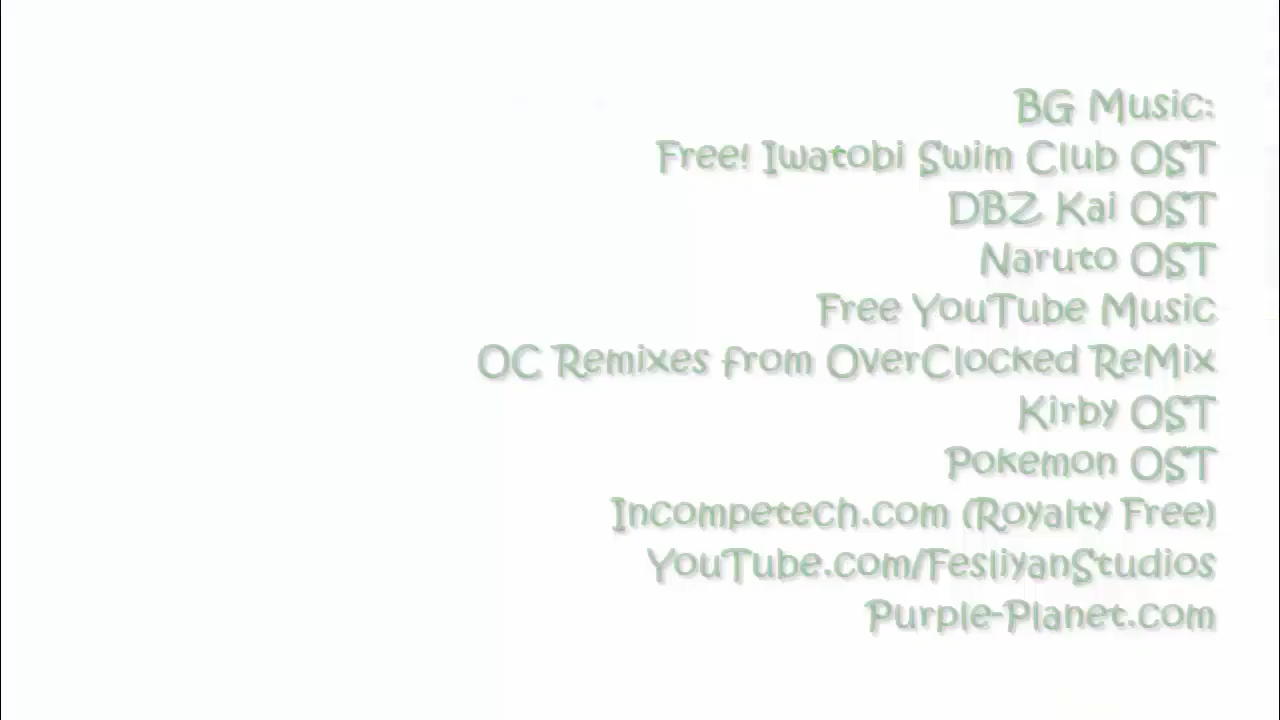 BG Music:
Free! Iwatobi Swim Club OST
DBZ Kai OST
Naruto OST
Free YouTube Music
OC Remixes from OverClocked ReMix
Kirby OST
Pokemon OST
Incompetech.com (Royalty Free)
YouTube.com/FesliyanStudios
Purple-Planet.com